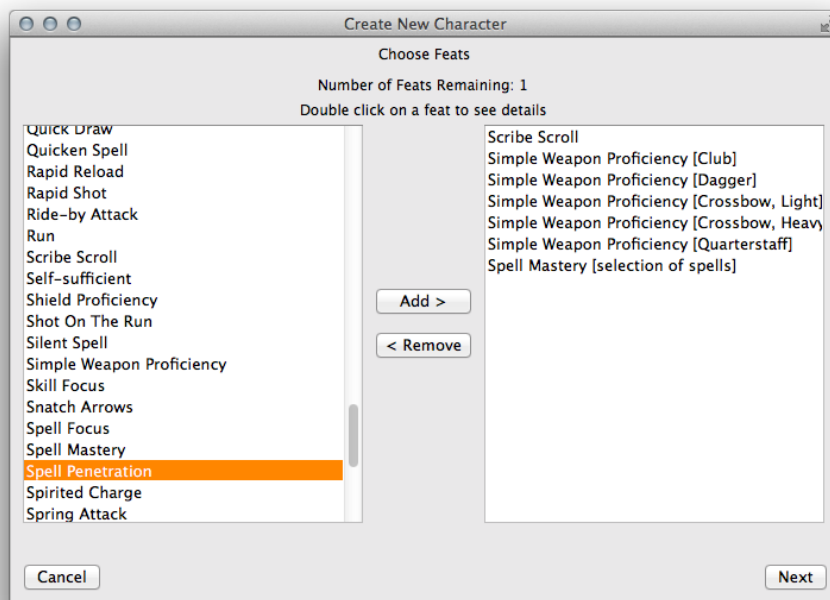 Create New Character
Choose Feats
Number of Feats Remaining: 1
Double click on a feat to see details
Quick Draw
Quicken Spell
Rapid Reload
Rapid Shot
Ride-by Attack
Run
Scribe Scroll
Self-sufficient
Shield Proficiency
Shot On The Run
Silent Spell
Simple Weapon Proficiency
Skill Focus
Snatch Arrows
Spell Focus
Spell Mastery
Spell Penetration
Spirited Charge
Spring Attack
Add >
< Remove
Scribe Scroll
Simple Weapon Proficiency [Club]
Simple Weapon Proficiency [Dagger]
Simple Weapon Proficiency [Crossbow, Light]
Simple Weapon Proficiency [Crossbow, Heavy
Simple Weapon Proficiency [Quarterstaff]
Spell Mastery [selection of spells]
Cancel
Next